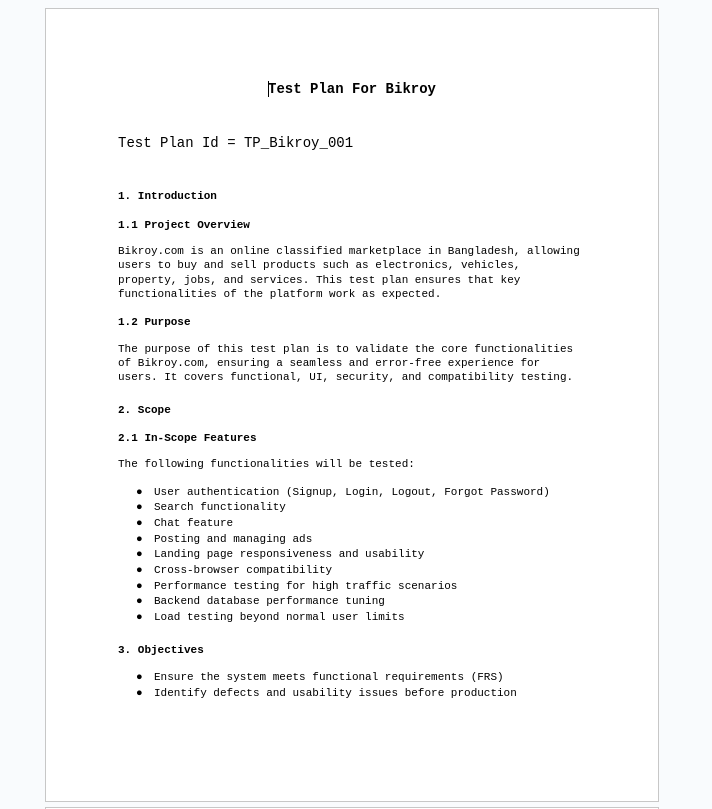 Test Plan For Bikroy
Test Plan Id = TP_Bikroy_001
1. Introduction
1.1 Project Overview
Bikroy.com is an online classified marketplace in Bangladesh, allowing
users to buy and sell products such as electronics, vehicles,
property, jobs, and services. This test plan ensures that key
functionalities of the platform work as expected.
1.2 Purpose
The purpose of this test plan is to validate the core functionalities
of Bikroy.com, ensuring a seamless and error-free experience for
users. It covers functional, UI, security, and compatibility testing.
2. Scope
2.1 In-Scope Features
The following functionalities will be tested:
● User authentication (Signup, Login, Logout, Forgot Password)
● Search functionality
● Chat feature
● Posting and managing ads
● Landing page responsiveness and usability
● Cross-browser compatibility
● Performance testing for high traffic scenarios
● Backend database performance tuning
● Load testing beyond normal user limits
3. Objectives
● Ensure the system meets functional requirements (FRS)
● Identify defects and usability issues before production